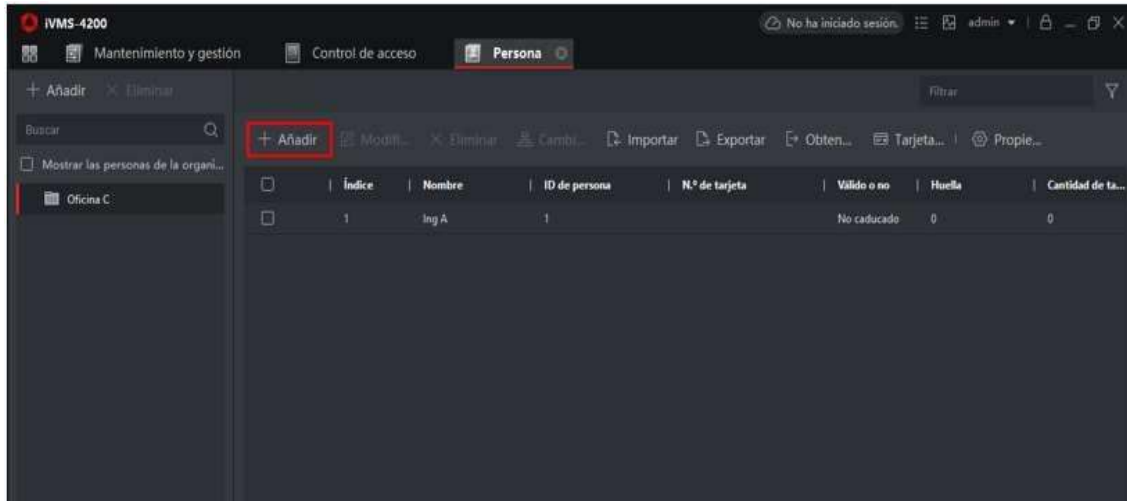 iVMS-4200 No ha iniciado sesión. admin
Mantenimiento y gestión Control de acceso Persona
+ Añadir × Eliminar Filtrar
Buscar
+ Añadir Modifi... × Eliminar Cambi... Importar Exportar Obten... Tarjeta... Propie...
Mostrar las personas de la organi...
Índice Nombre ID de persona N.º de tarjeta Válido o no Huella Cantidad de ta...
Oficina C
1 Ing A 1 No caducado 0 0